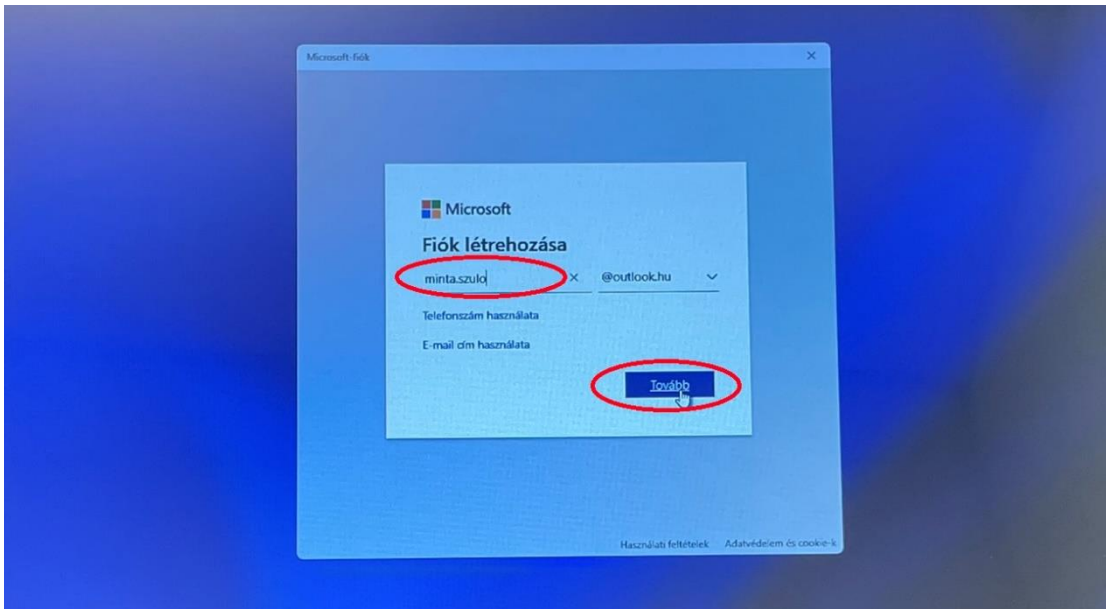 Microsoft-fiók
Microsoft
Fiók létrehozása
minta.szulo @outlook.hu
Telefonszám használata
E-mail cím használata
Tovább
Használati feltételek Adatvédelem és cookie-k